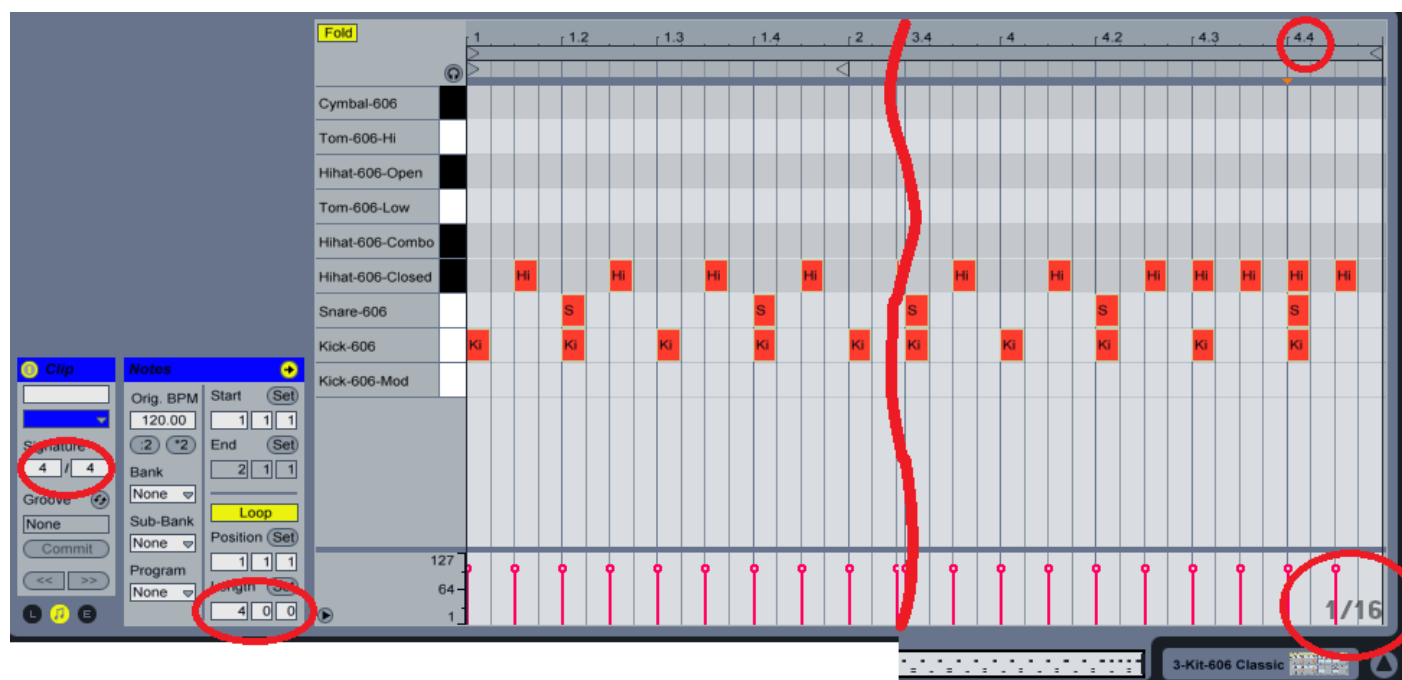 Fold
1 1.2 1.3 1.4 2 3.4 4 4.2 4.3 4.4
Cymbal-606
Tom-606-Hi
Hihat-606-Open
Tom-606-Low
Hihat-606-Combo
Hihat-606-Closed
Hi Hi Hi Hi Hi Hi Hi Hi Hi Hi Hi
Snare-606
S S S S S
Kick-606
Ki Ki Ki Ki Ki Ki Ki Ki Ki Ki
Kick-606-Mod
Clip
Signature
4 / 4
Groove
None
Commit
<< >>
L E
Notes
Orig. BPM
120.00
:2 *2
Bank
None
Sub-Bank
None
Program
None
Start Set
1 1 1
End Set
2 1 1
Loop
Position Set
1 1 1
Length Set
4 0 0
127
64
1
1/16
3-Kit-606 Classic